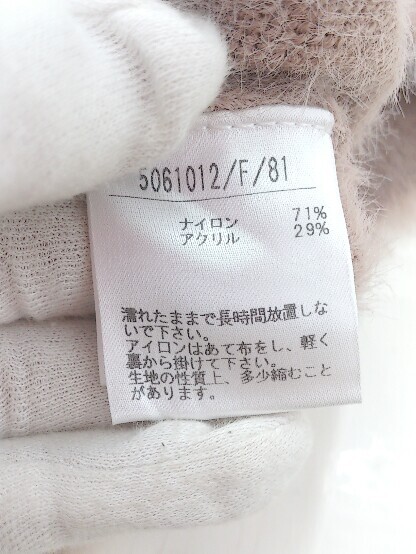 5061012/F/81
ナイロン 71%
アクリル 29%
濡れたままで長時間放置しな
いで下さい。
アイロンはあて布をし、軽く
裏から掛けて下さい。
生地の性質上、多少縮むこと
があります。